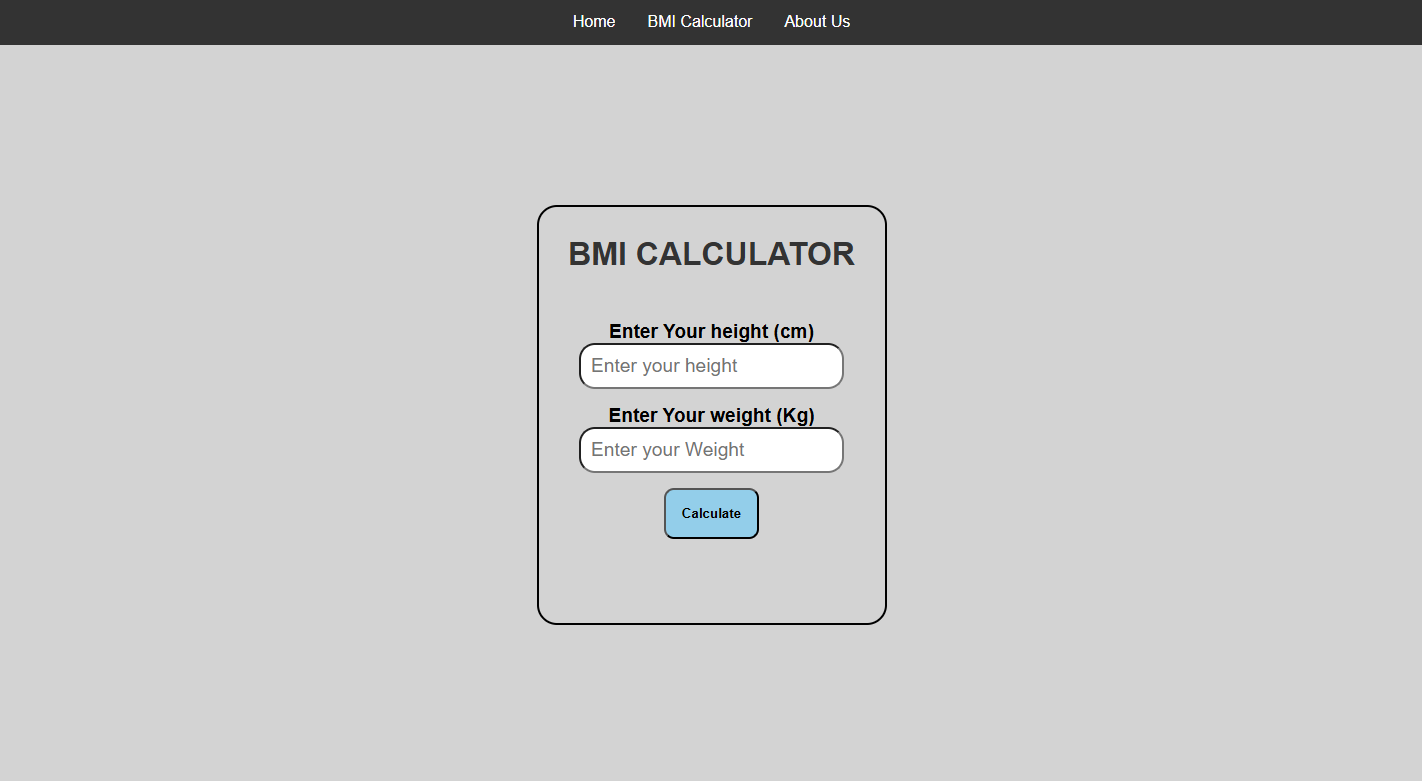 Home BMI Calculator About Us
BMI CALCULATOR
Enter Your height (cm)
Enter your height
Enter Your weight (Kg)
Enter your Weight
Calculate